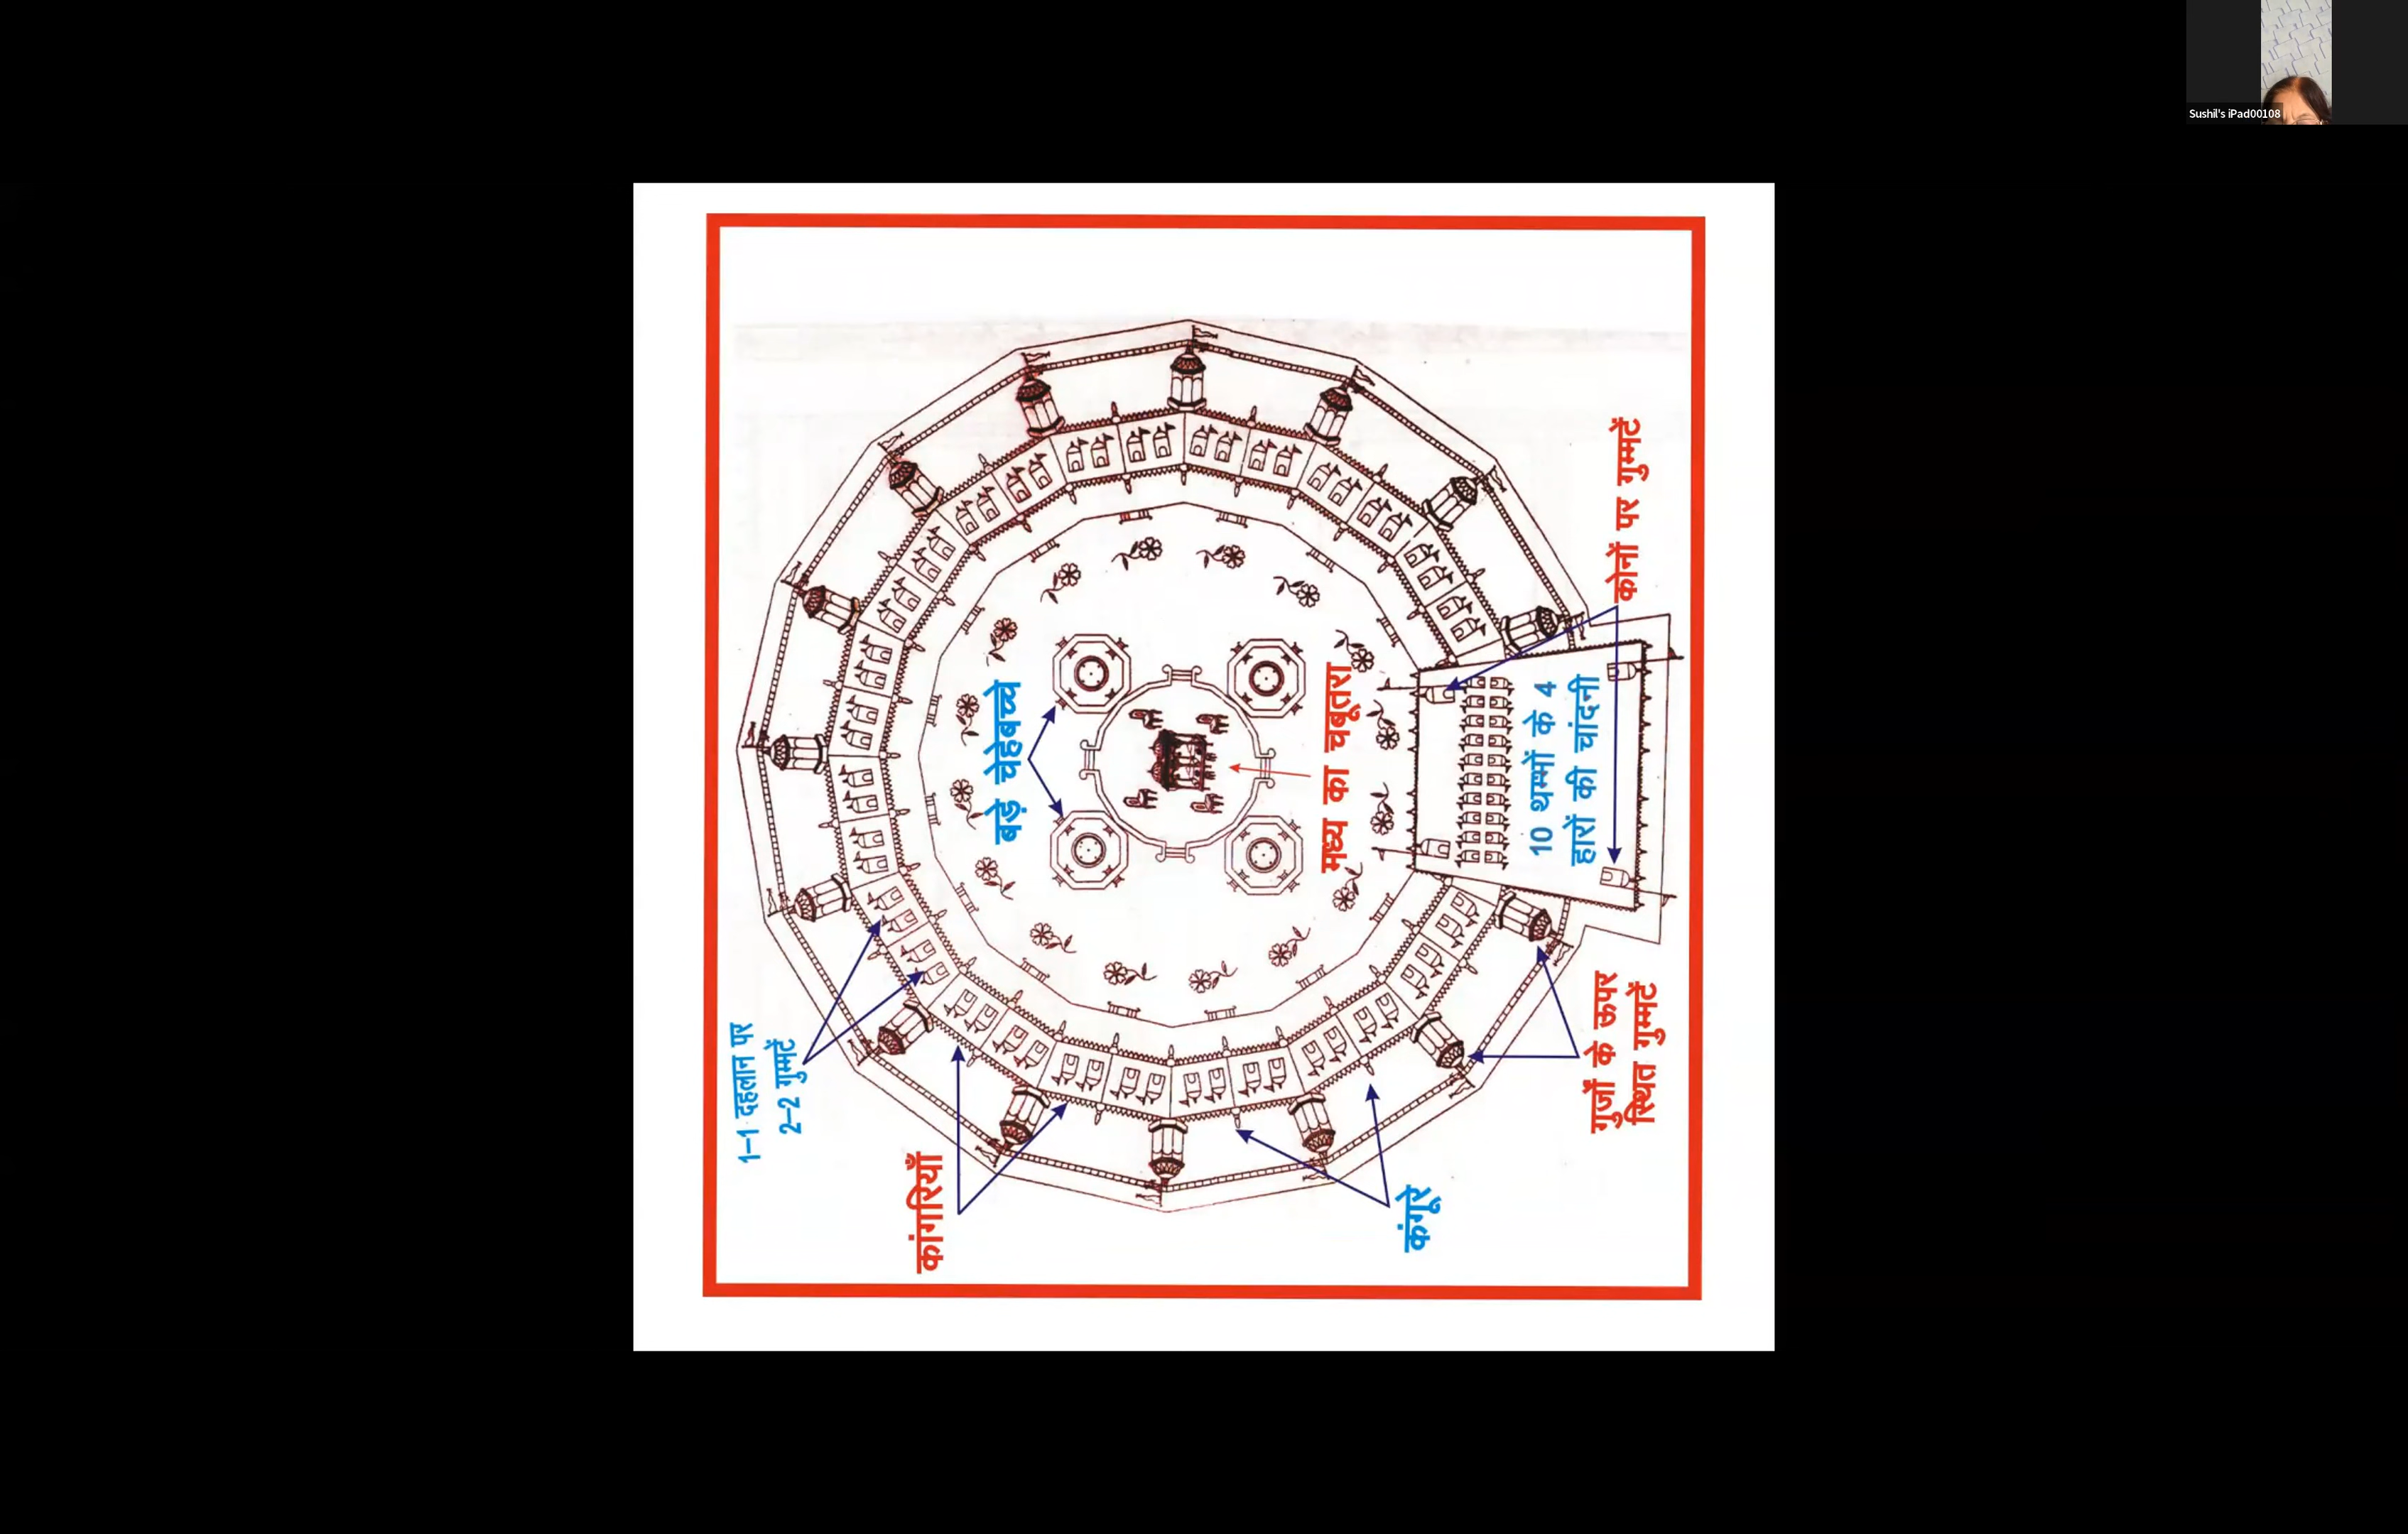 Sushil's iPad00108
1-1 दहलान पर
2-2 गुम्मटें
कांगरियाँ
बड़े चेहेबच्चे
मध्य का चबूतरा
कंगूरे
10 थम्भों के 4
हारों की चांदनी
कोनों पर गुम्मटें
गुर्जों के ऊपर
स्थित गुम्मटें